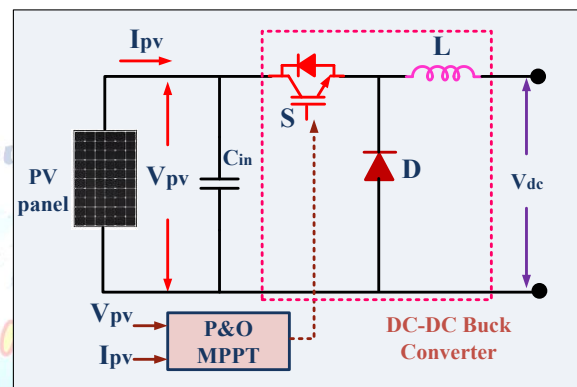 Ipv
L
S
PV
panel
Vpv
Cin
D
Vdc
Vpv
Ipv
P&O
MPPT
DC-DC Buck
Converter